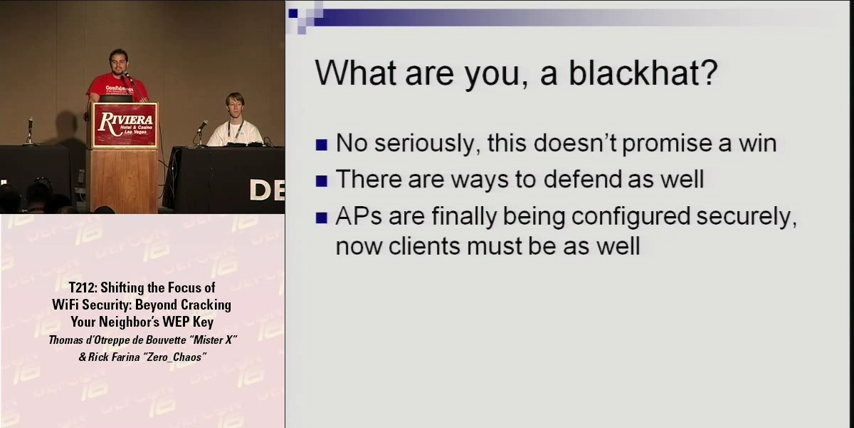 What are you, a blackhat?
No seriously, this doesn't promise a win
There are ways to defend as well
APs are finally being configured securely,
now clients must be as well
RIVIERA
Hotel & Casino
Las Vegas
DE
T212: Shifting the Focus of
WiFi Security: Beyond Cracking
Your Neighbor's WEP Key
Thomas d'Otreppe de Bouvette "Mister X"
& Rick Farina "Zero_Chaos"